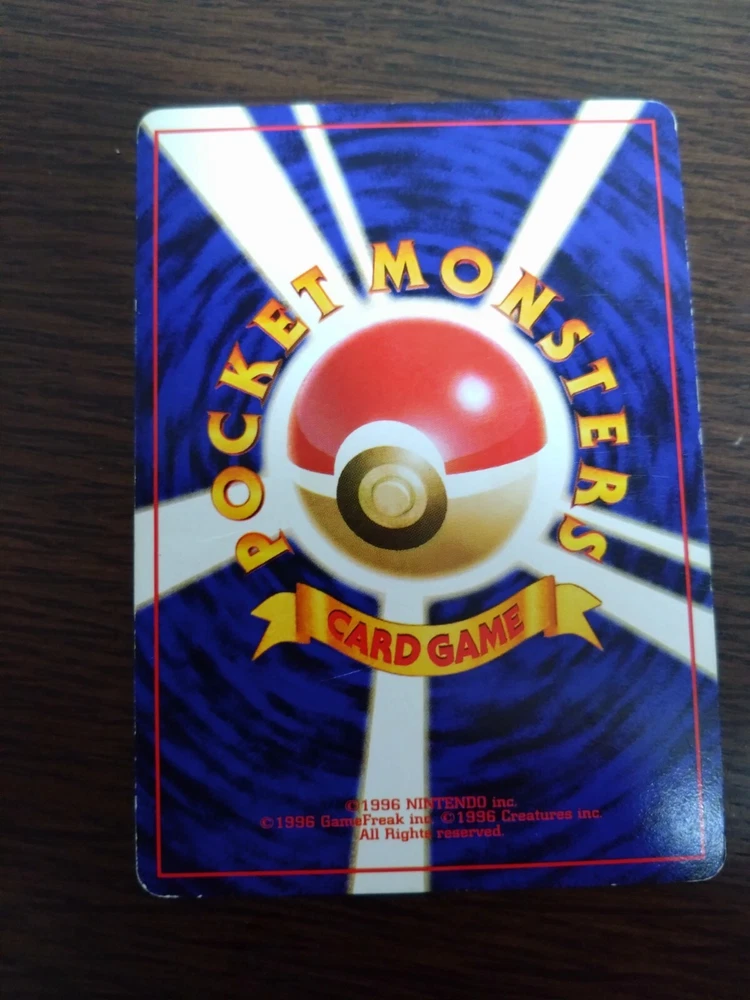 POCKET MONSTERS
CARD GAME
©1996 NINTENDO inc.
©1996 GameFreak inc. ©1996 Creatures inc.
All Rights reserved.